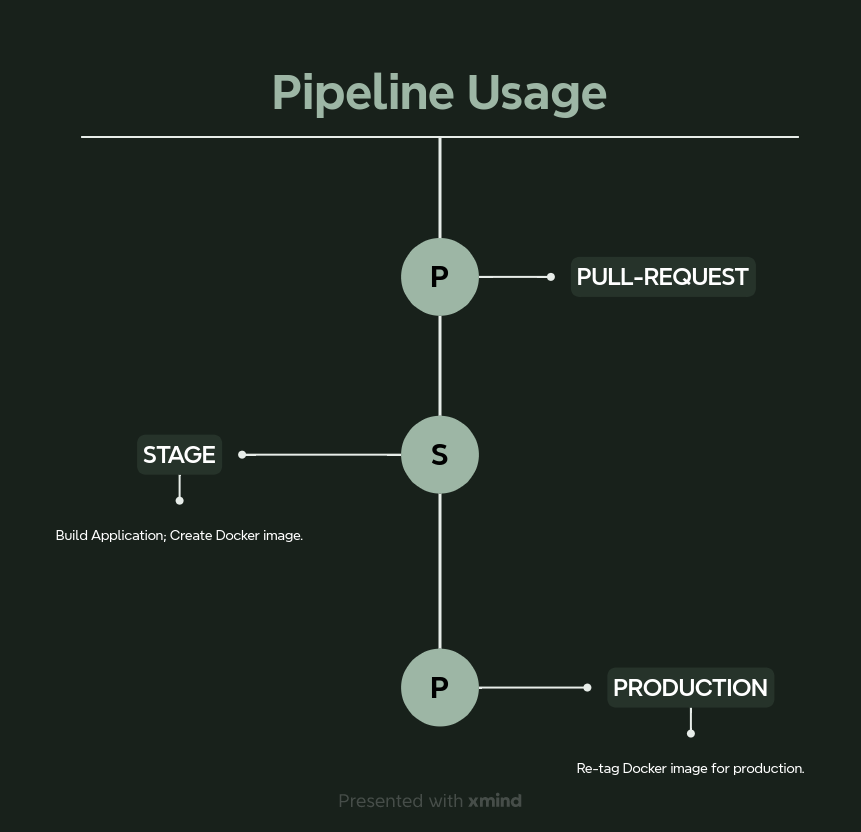 Pipeline Usage
P
PULL-REQUEST
STAGE
S
Build Application; Create Docker image.
P
PRODUCTION
Re-tag Docker image for production.
Presented with xmind